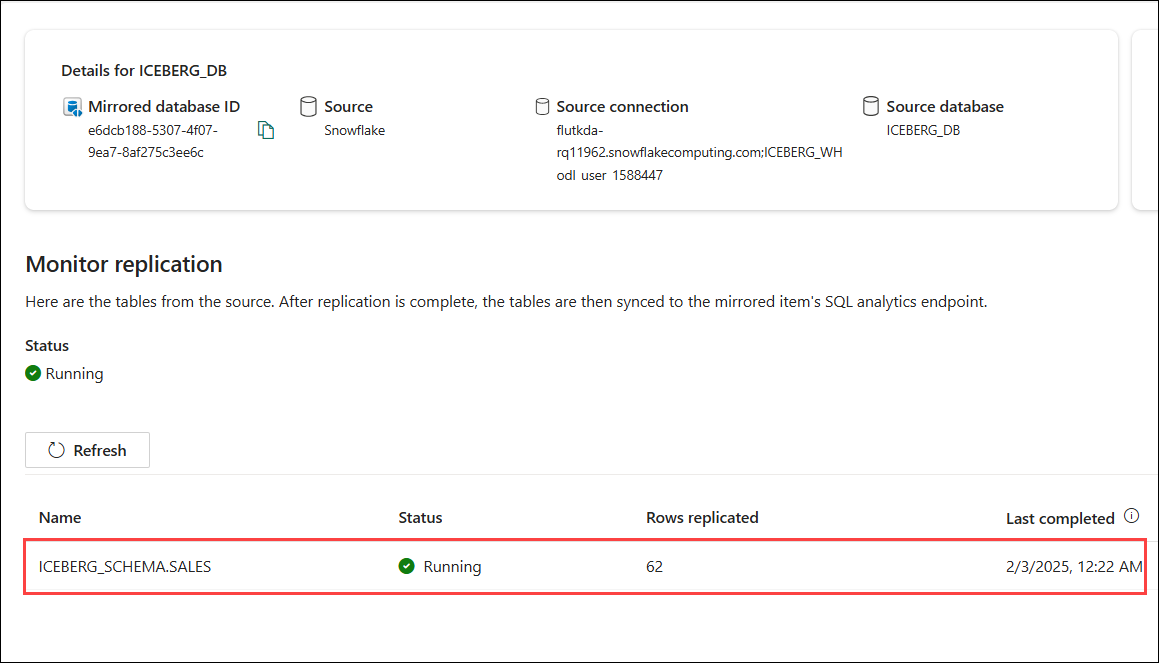 Details for ICEBERG_DB
Mirrored database ID
e6dcb188-5307-4f07-
9ea7-8af275c3ee6c
Source
Snowflake
Source connection
flutkda-
rq11962.snowflakecomputing.com;ICEBERG_WH
odl user 1588447
Source database
ICEBERG_DB
Monitor replication
Here are the tables from the source. After replication is complete, the tables are then synced to the mirrored item's SQL analytics endpoint.
Status
Running
Refresh
Name Status Rows replicated Last completed
ICEBERG_SCHEMA.SALES Running 62 2/3/2025, 12:22 AM